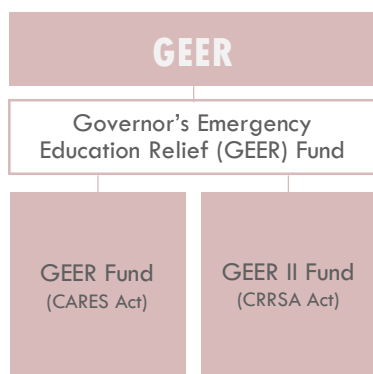 GEER
Governor's Emergency
Education Relief (GEER) Fund
GEER Fund
(CARES Act)
GEER II Fund
(CRRSA Act)